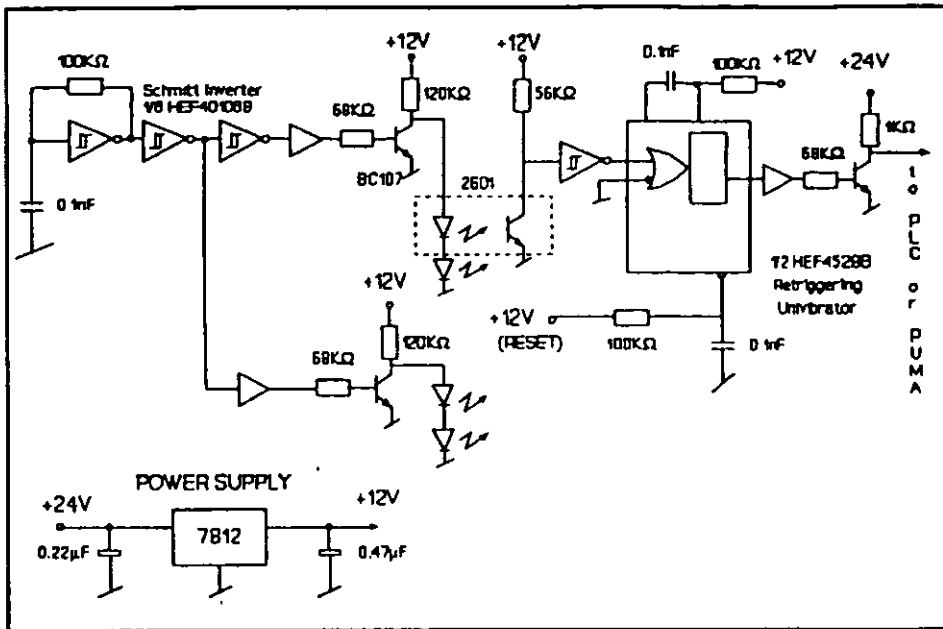 100KΩ
Schmitt Inverter
1/6 HEF40106B
0.1nF
68KΩ
+12V
120KΩ
BC107
+12V
56KΩ
2601
0.1nF
100KΩ
+12V
+24V
1KΩ
68KΩ
to PLC or PUMA
1/2 HEF4528B
Retriggering
Univibrator
+12V
(RESET)
100KΩ
0.1nF
+12V
120KΩ
68KΩ
POWER SUPPLY
+24V
+12V
7812
0.22µF
0.47µF